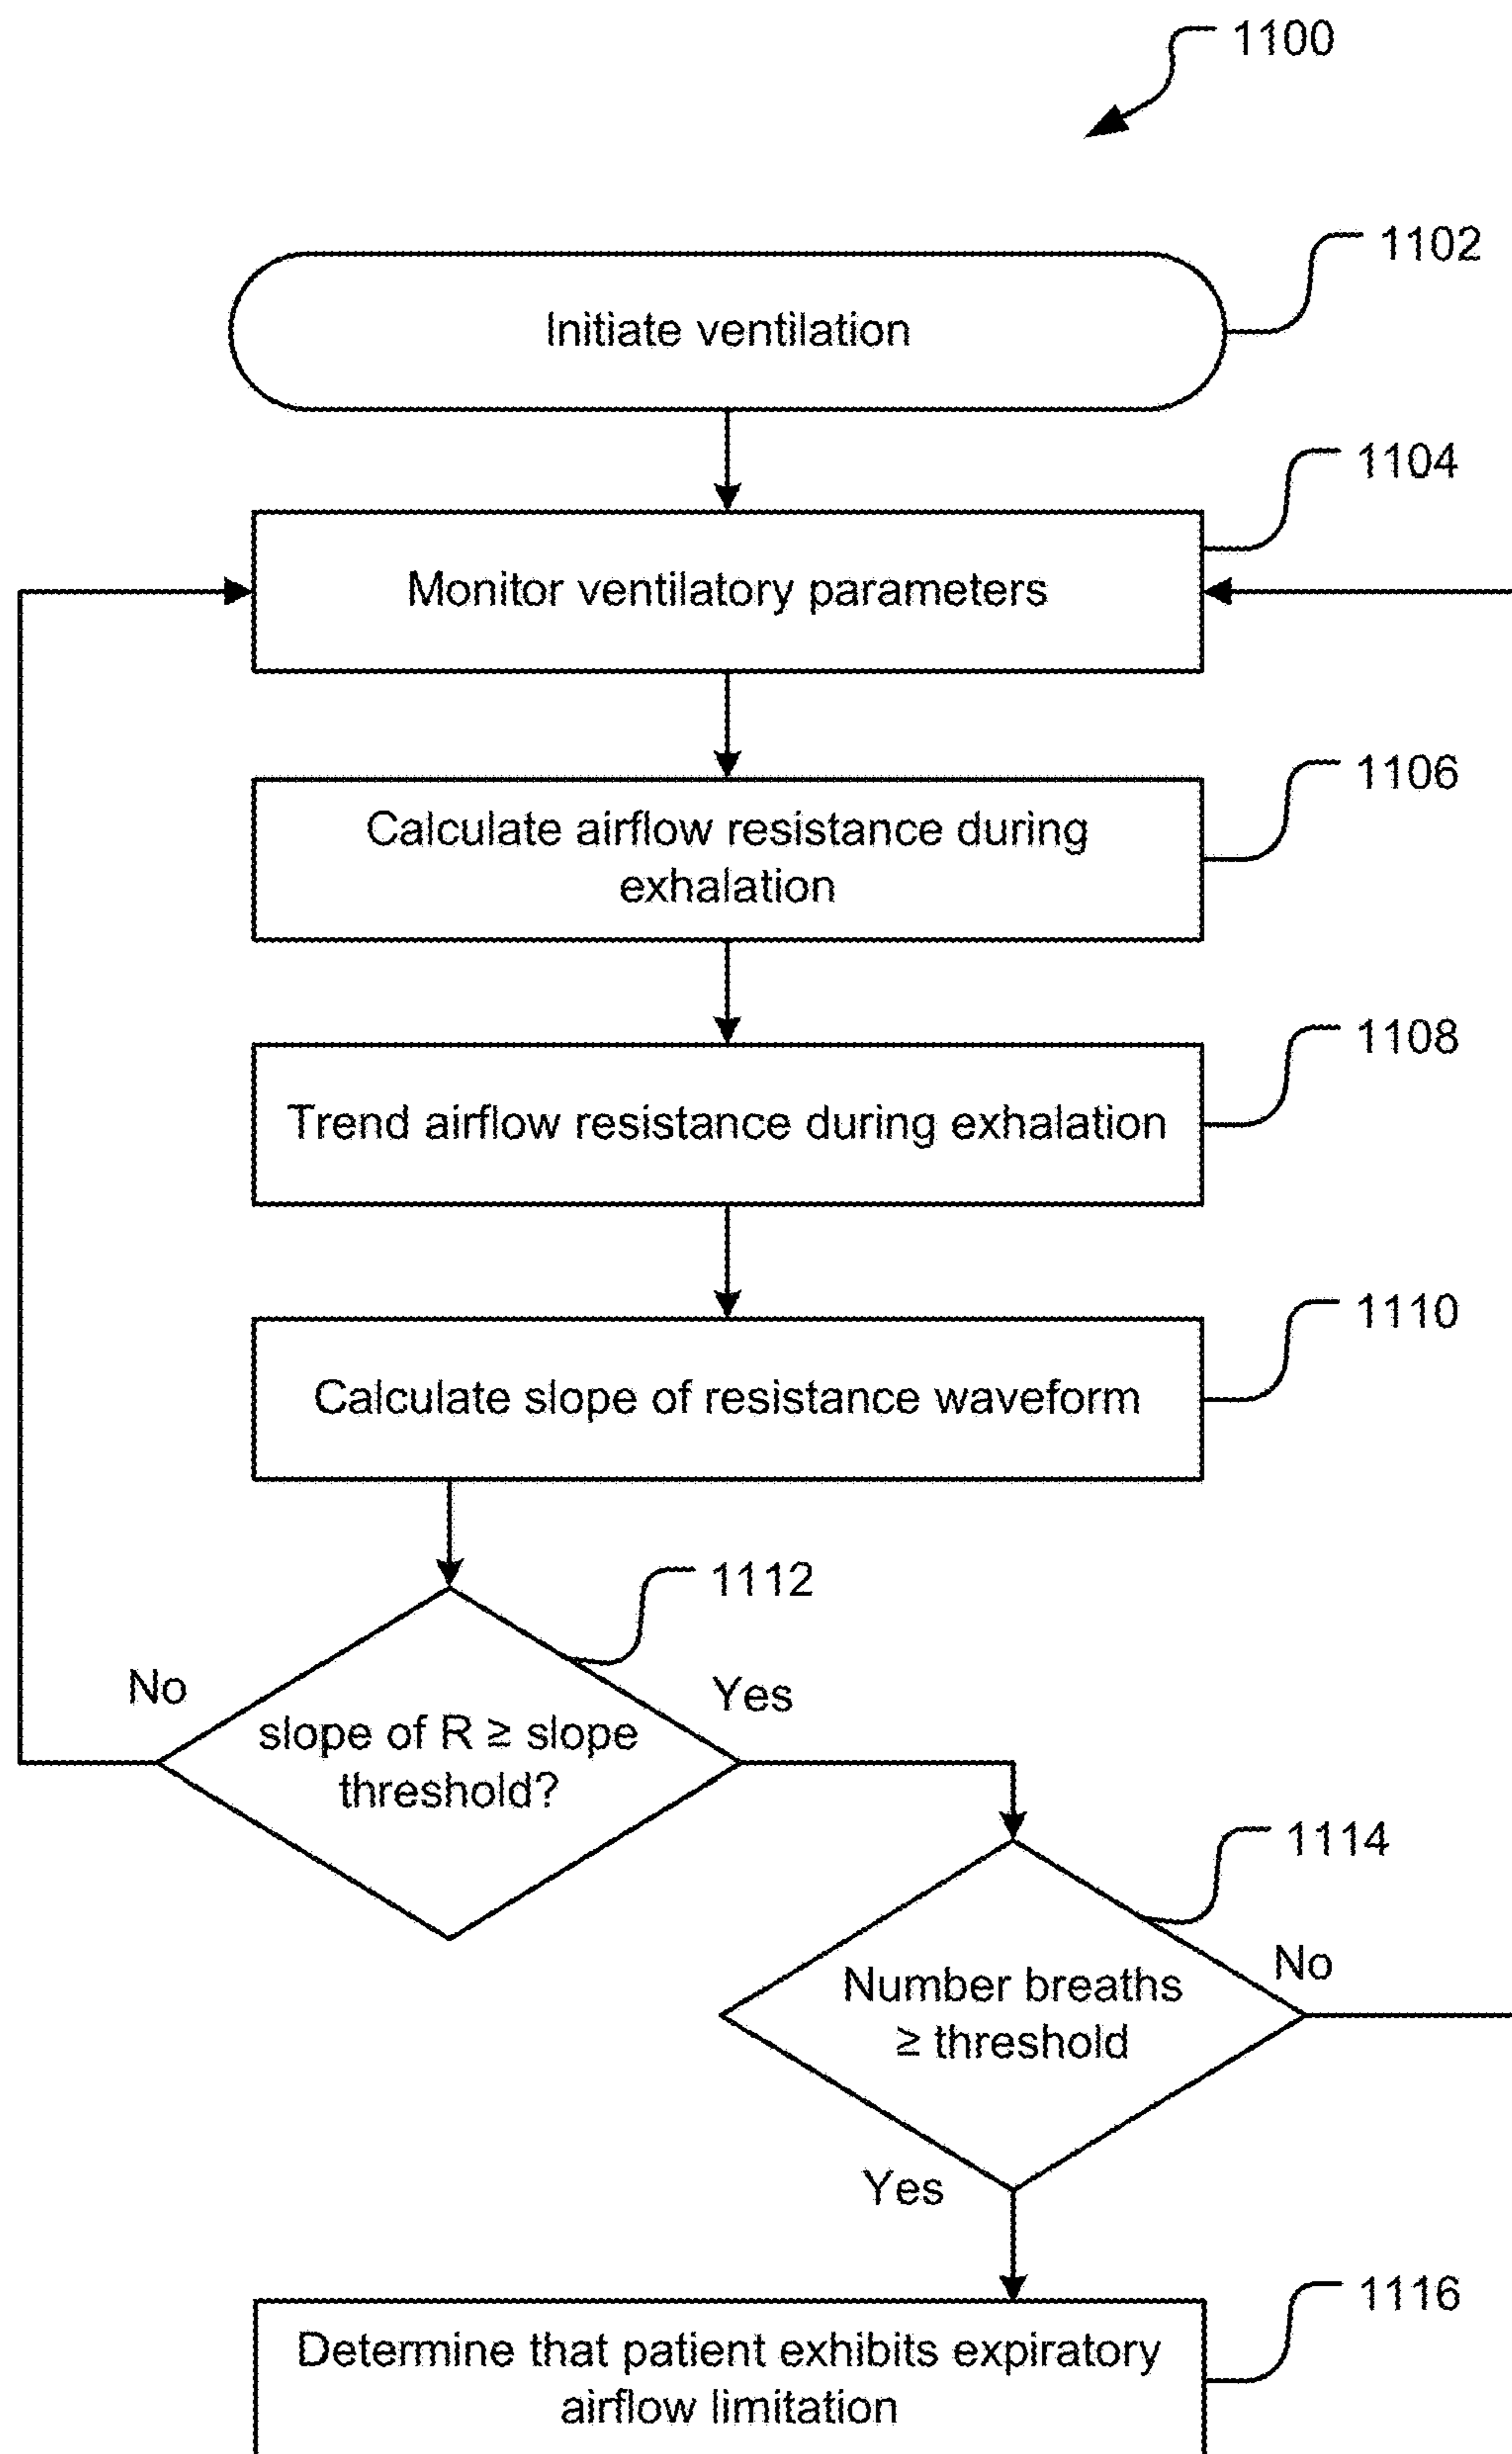 1100
1102
Initiate ventilation
1104
Monitor ventilatory parameters
1106
Calculate airflow resistance during
exhalation
1108
Trend airflow resistance during exhalation
1110
Calculate slope of resistance waveform
1112
No
Yes
slope of R ≥ slope
threshold?
1114
No
Number breaths
≥ threshold
Yes
1116
Determine that patient exhibits expiratory
airflow limitation